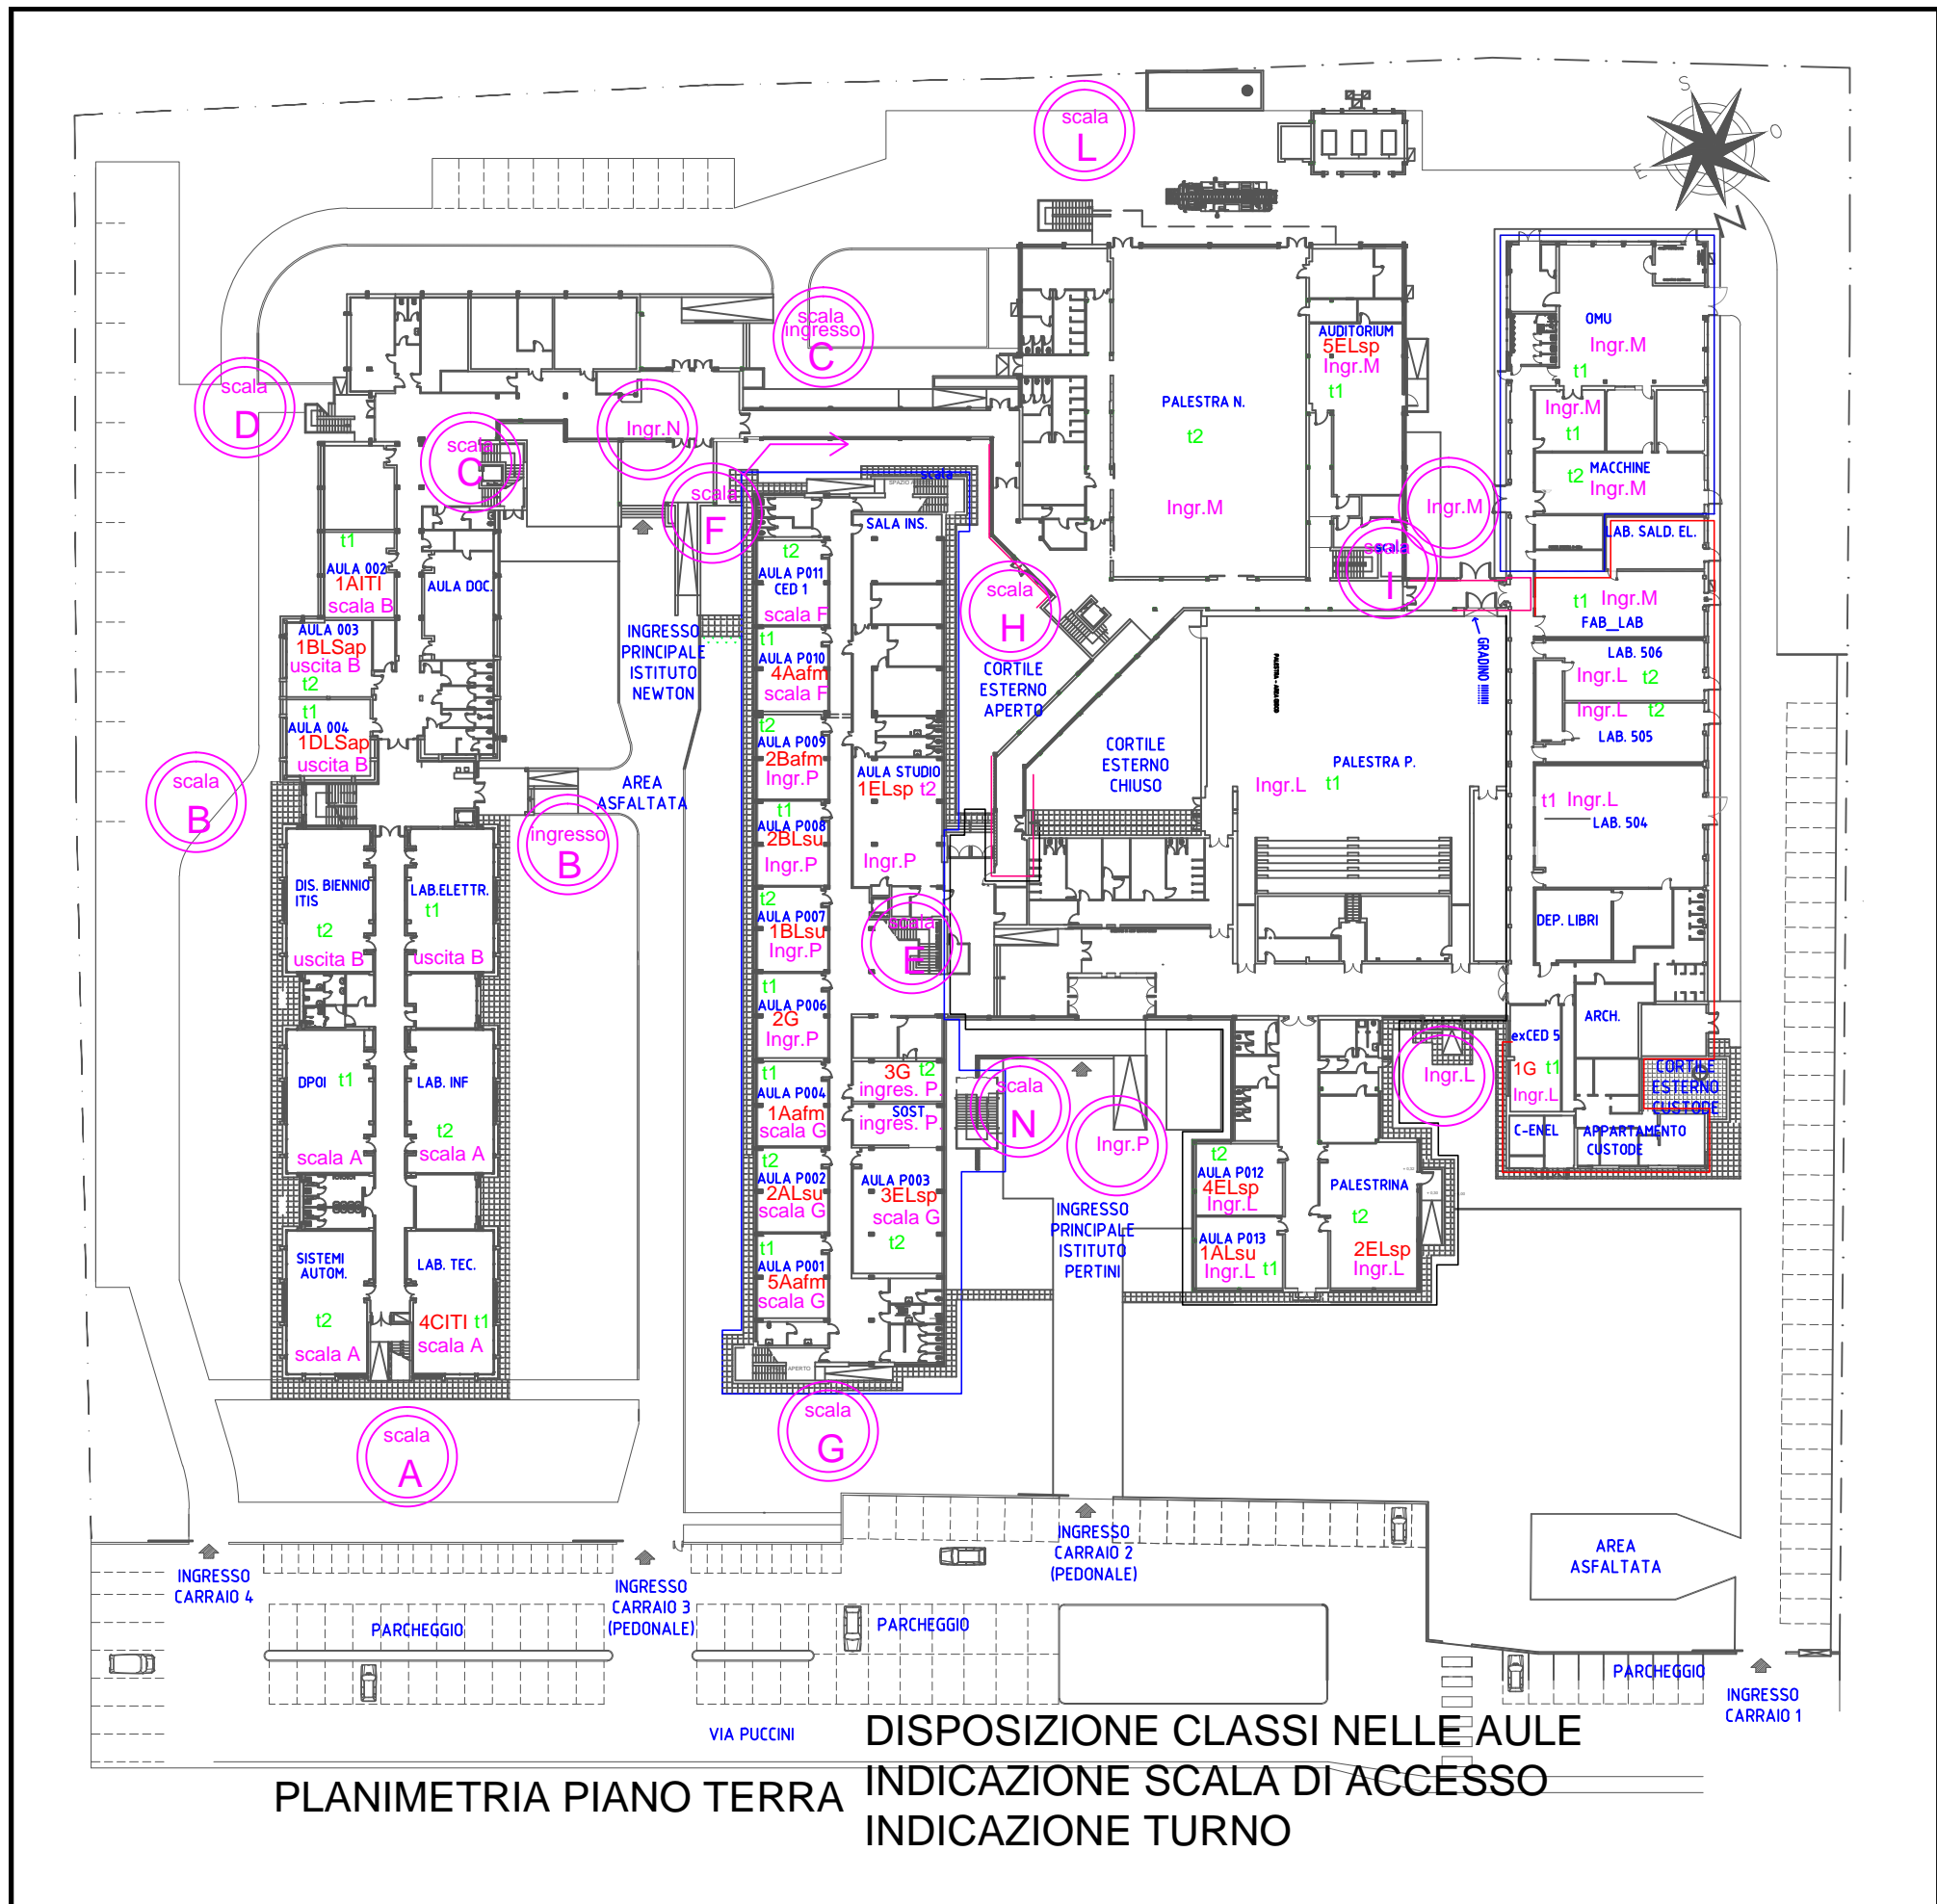 scala
L
S
O
E
N
scala
ingresso
C
AUDITORIUM
5ELsp
Ingr.M
t1
OMU
Ingr.M
t1
scala
D
scala
C
Ingr.N
PALESTRA N.
t2
Ingr.M
Ingr.M
t1
MACCHINE
t2
Ingr.M
scala
F
scala
SALA INS.
Ingr.M
LAB. SALD. EL.
t1
AULA 002
1AITI
scala B
AULA DOC.
t2
AULA P011
CED 1
scala F
scala
I
scala
H
t1 Ingr.M
FAB_LAB
AULA 003
1BLSap
uscita B
t2
INGRESSO
PRINCIPALE
ISTITUTO
NEWTON
t1
AULA P010
4Aafm
scala F
CORTILE
ESTERNO
APERTO
PALESTRA - AREA GIOCO
GRADINO !!!!!!!
LAB. 506
Ingr.L t2
t1
AULA 004
1DLSap
uscita B
t2
AULA P009
2Bafm
Ingr.P
Ingr.L t2
LAB. 505
CORTILE
ESTERNO
CHIUSO
PALESTRA P.
Ingr.L t1
scala
B
AREA
ASFALTATA
AULA STUDIO
1ELsp t2
Ingr.P
t1 Ingr.L
LAB. 504
ingresso
B
t1
AULA P008
2BLsu
Ingr.P
DIS. BIENNIO
ITIS
t2
uscita B
LAB.ELETTR.
t1
uscita B
t2
AULA P007
1BLsu
Ingr.P
scala
E
DEP. LIBRI
t1
AULA P006
2G
Ingr.P
ARCH.
exCED 5
1G t1
Ingr.L
DPOI t1
scala A
LAB. INF
t2
scala A
t1
AULA P004
1Aafm
scala G
3G t2
ingres. P.
SOST.
ingres. P.
scala
N
Ingr.P
Ingr.L
CORTILE
ESTERNO
CUSTODE
C-ENEL
APPARTAMENTO
CUSTODE
t2
AULA P002
2ALsu
scala G
AULA P003
3ELsp
scala G
t2
t2
AULA P012
4ELsp
Ingr.L
PALESTRINA
t2
2ELsp
Ingr.L
INGRESSO
PRINCIPALE
ISTITUTO
PERTINI
AULA P013
1ALsu
Ingr.L t1
SISTEMI
AUTOM.
t2
scala A
LAB. TEC.
4CITI t1
scala A
t1
AULA P001
5Aafm
scala G
APERTO
scala
G
scala
A
INGRESSO
CARRAIO 4
INGRESSO
CARRAIO 3
(PEDONALE)
INGRESSO
CARRAIO 2
(PEDONALE)
AREA
ASFALTATA
PARCHEGGIO
PARCHEGGIO
PARCHEGGIO
INGRESSO
CARRAIO 1
VIA PUCCINI
DISPOSIZIONE CLASSI NELLE AULE
PLANIMETRIA PIANO TERRA
INDICAZIONE SCALA DI ACCESSO
INDICAZIONE TURNO